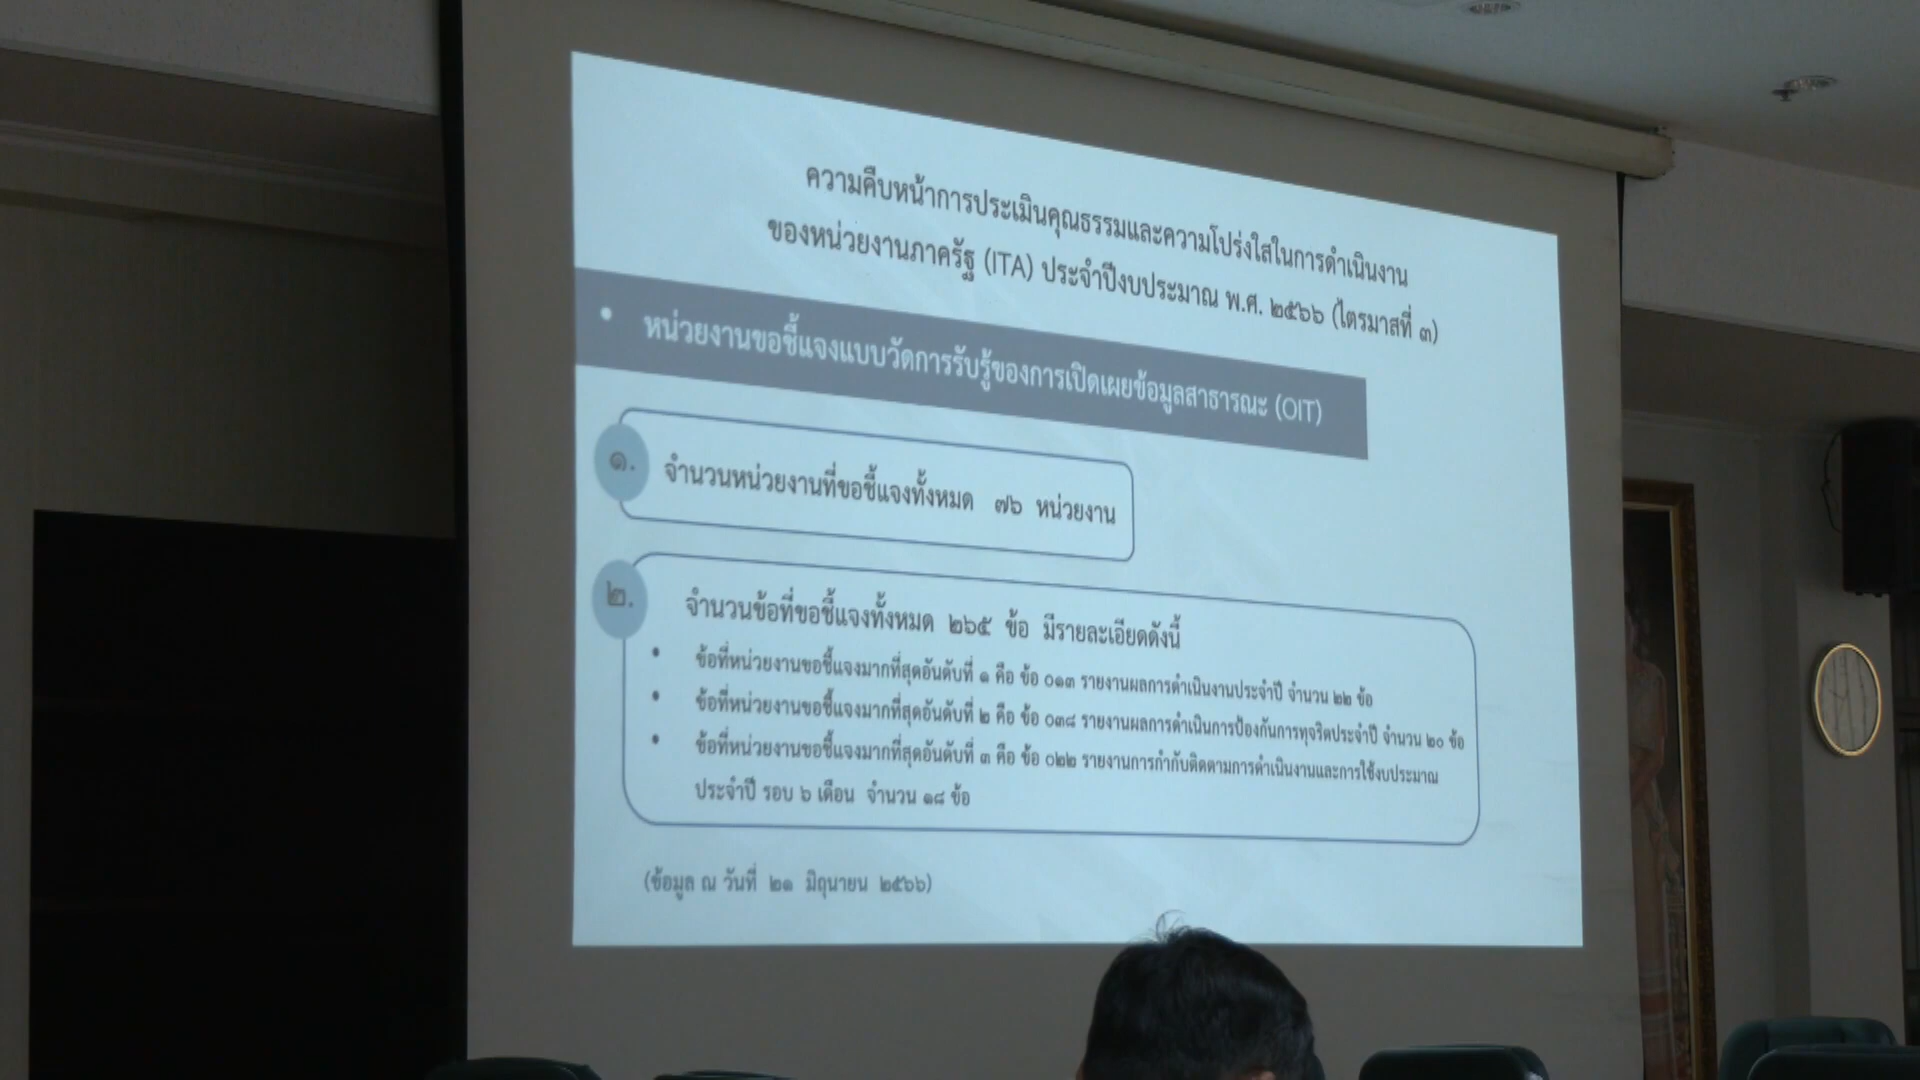 ความคืบหน้าการประเมินคุณธรรมและความโปร่งใสในการดำเนินงาน
ของหน่วยงานภาครัฐ (ITA) ประจำปีงบประมาณ พ.ศ. ๒๕๖๖ (ไตรมาสที่ ๓)
• หน่วยงานขอชี้แจงแบบวัดการรับรู้ของการเปิดเผยข้อมูลสาธารณะ (OIT)
๑. จำนวนหน่วยงานที่ขอชี้แจงทั้งหมด ๗๖ หน่วยงาน
๒. จำนวนข้อที่ขอชี้แจงทั้งหมด ๒๖๕ ข้อ มีรายละเอียดดังนี้
• ข้อที่หน่วยงานขอชี้แจงมากที่สุดอันดับที่ ๑ คือ ข้อ ๐๑๓ รายงานผลการดำเนินงานประจำปี จำนวน ๒๒ ข้อ
• ข้อที่หน่วยงานขอชี้แจงมากที่สุดอันดับที่ ๒ คือ ข้อ ๐๓๘ รายงานผลการดำเนินการป้องกันการทุจริตประจำปี จำนวน ๒๐ ข้อ
• ข้อที่หน่วยงานขอชี้แจงมากที่สุดอันดับที่ ๓ คือ ข้อ ๐๒๒ รายงานการกำกับติดตามการดำเนินงานและการใช้งบประมาณ
ประจำปี รอบ ๖ เดือน จำนวน ๑๘ ข้อ
(ข้อมูล ณ วันที่ ๒๑ มิถุนายน ๒๕๖๖)